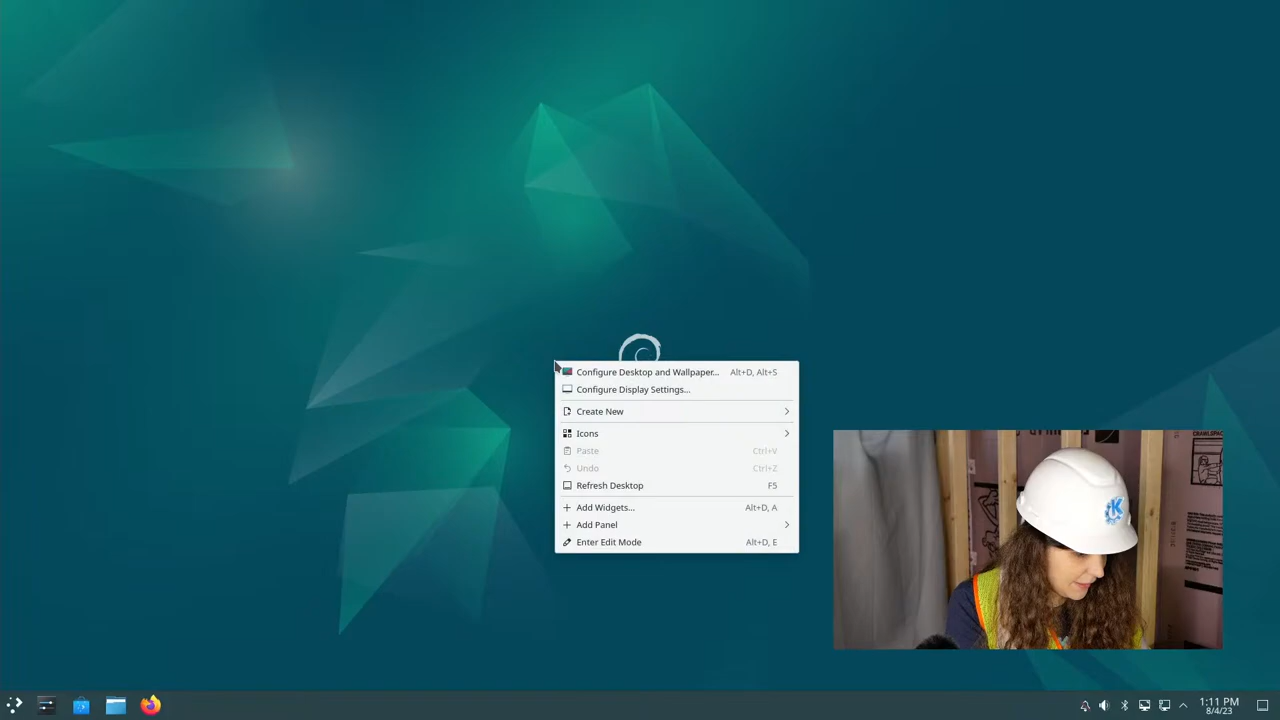 Configure Desktop and Wallpaper... Alt+D, Alt+S
Configure Display Settings...
Create New
Icons
Paste Ctrl+V
Undo Ctrl+Z
Refresh Desktop F5
Add Widgets... Alt+D, A
Add Panel
Enter Edit Mode Alt+D, E
CRAWLSPAC
K
1:11 PM
8/4/23